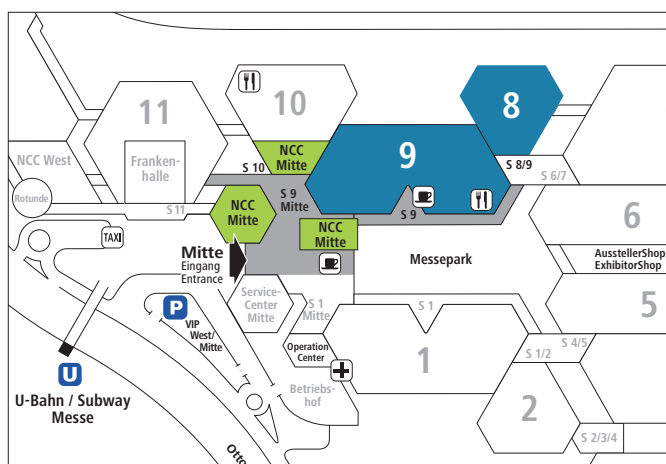 11
10
8
9
NCC West
Franken-
halle
NCC
Mitte
S 10
S 8/9
S 6/7
Rotunde
S 11
NCC
Mitte
S 9
Mitte
S 9
6
TAXI
NCC
Mitte
Mitte
Eingang
Entrance
Messepark
AusstellerShop
ExhibitorShop
Service-
Center
Mitte
S 1
Mitte
S 1
5
P
VIP
West/
Mitte
Operation
Center
1
S 1/2
S 4/5
U
U-Bahn / Subway
Messe
Betriebs-
hof
2
S 2/3/4
Otto